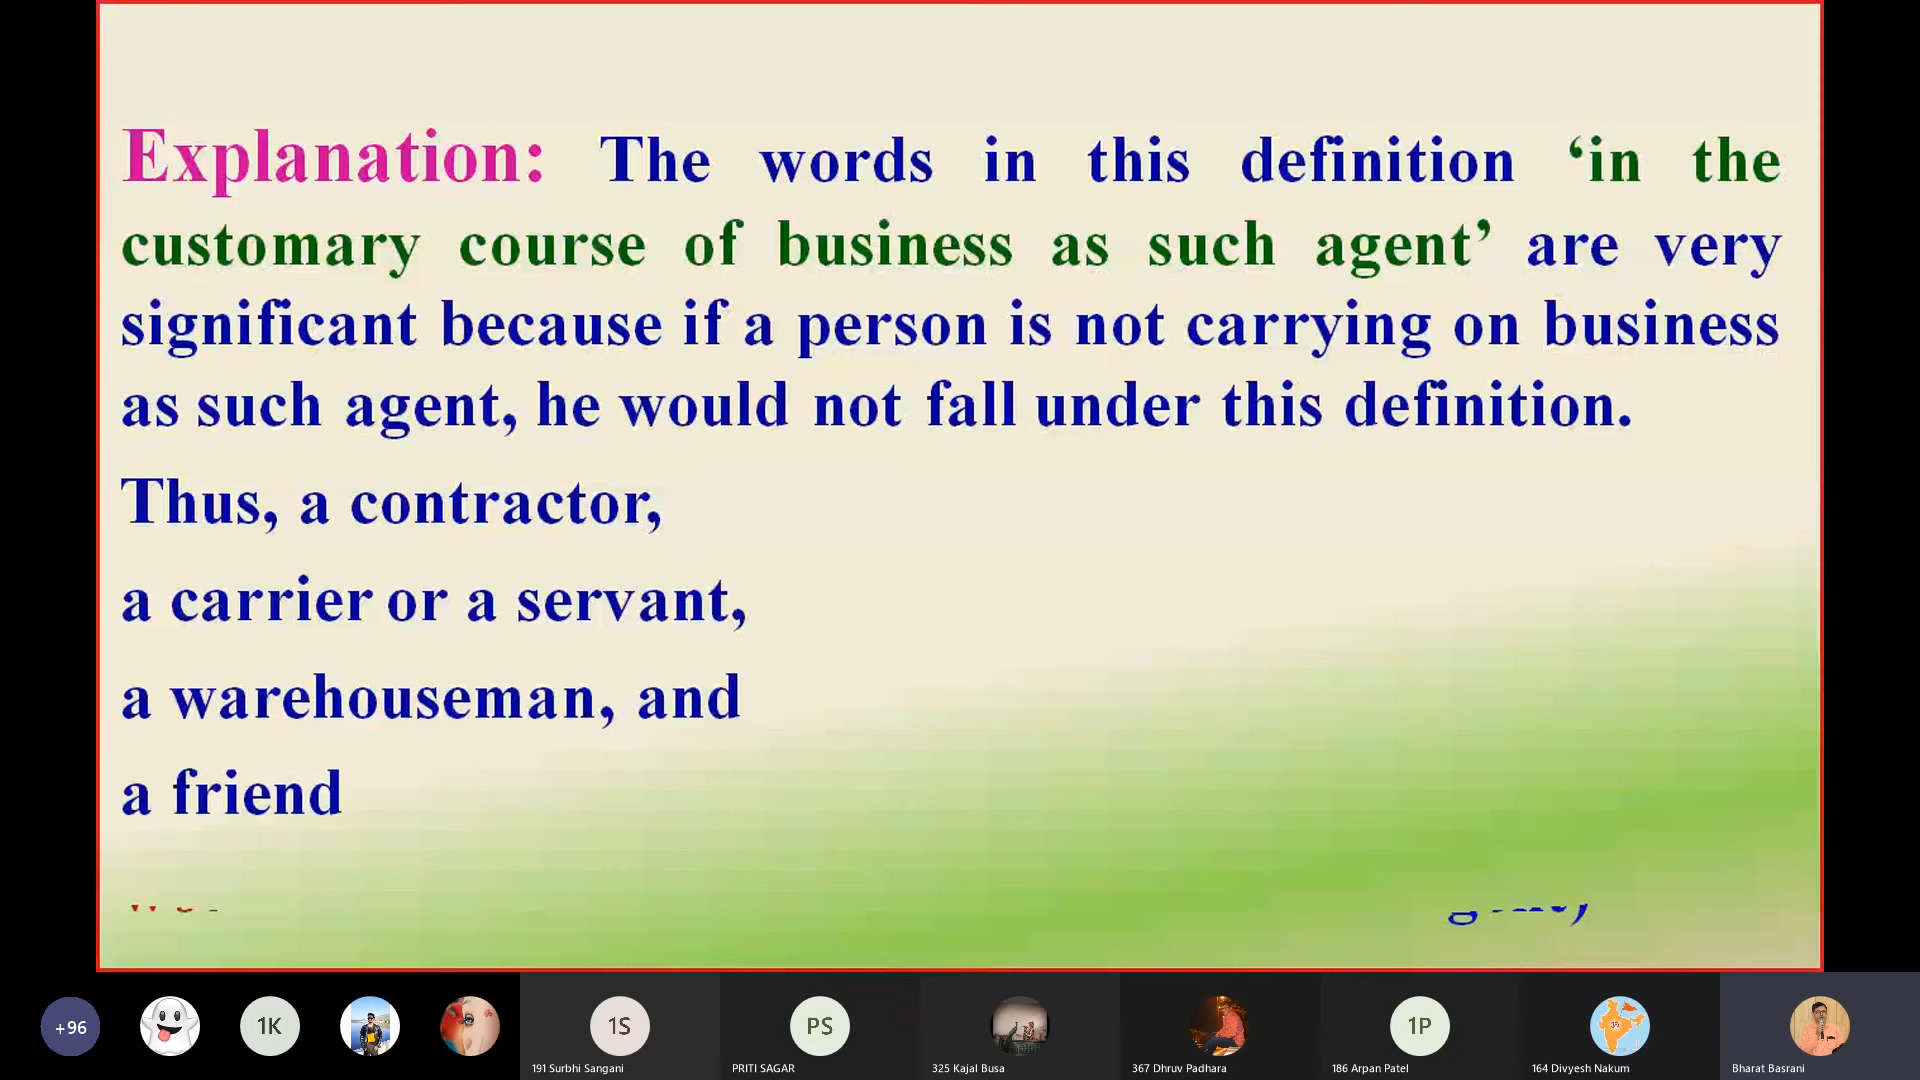 Explanation: The words in this definition ‘in the
customary course of business as such agent’ are very
significant because if a person is not carrying on business
as such agent, he would not fall under this definition.
Thus, a contractor,
a carrier or a servant,
a warehouseman, and
a friend
+96
1K
1S
PS
1P
191 Surbhi Sangani
PRITI SAGAR
325 Kajal Busa
367 Dhruv Padhara
186 Arpan Patel
164 Divyesh Nakum
Bharat Basrani